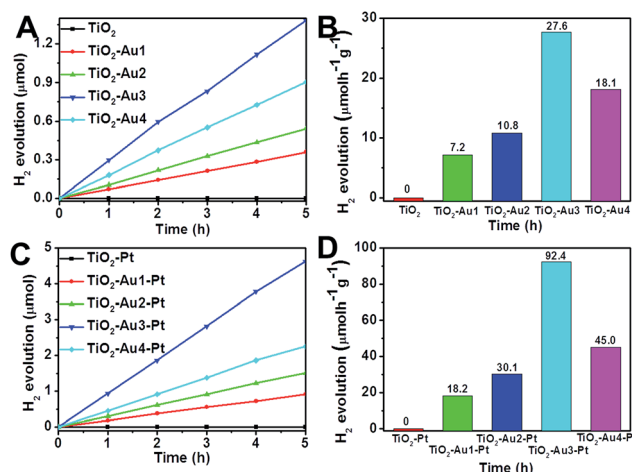 A
TiO2
TiO2-Au1
TiO2-Au2
TiO2-Au3
TiO2-Au4
H2 evolution (μmol)
1.2
0.9
0.6
0.3
0.0
0 1 2 3 4 5
Time (h)
B
H2 evolution (μmolh-1g-1)
30
20
10
0
0
7.2
10.8
27.6
18.1
TiO2 TiO2-Au1 TiO2-Au2 TiO2-Au3 TiO2-Au4
Time (h)
C
TiO2-Pt
TiO2-Au1-Pt
TiO2-Au2-Pt
TiO2-Au3-Pt
TiO2-Au4-Pt
H2 evolution (μmol)
5
4
3
2
1
0
0 1 2 3 4 5
Time (h)
D
H2 evolution (μmolh-1g-1)
100
80
60
40
20
0
0
18.2
30.1
92.4
45.0
TiO2-Pt TiO2-Au2-Pt TiO2-Au4-P
TiO2-Au1-Pt TiO2-Au3-Pt